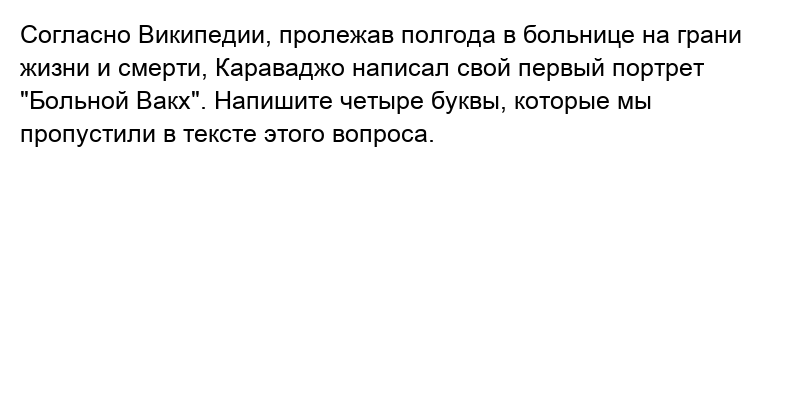 Согласно Википедии, пролежав полгода в больнице на грани
жизни и смерти, Караваджо написал свой первый портрет
"Больной Вакх". Напишите четыре буквы, которые мы
пропустили в тексте этого вопроса.